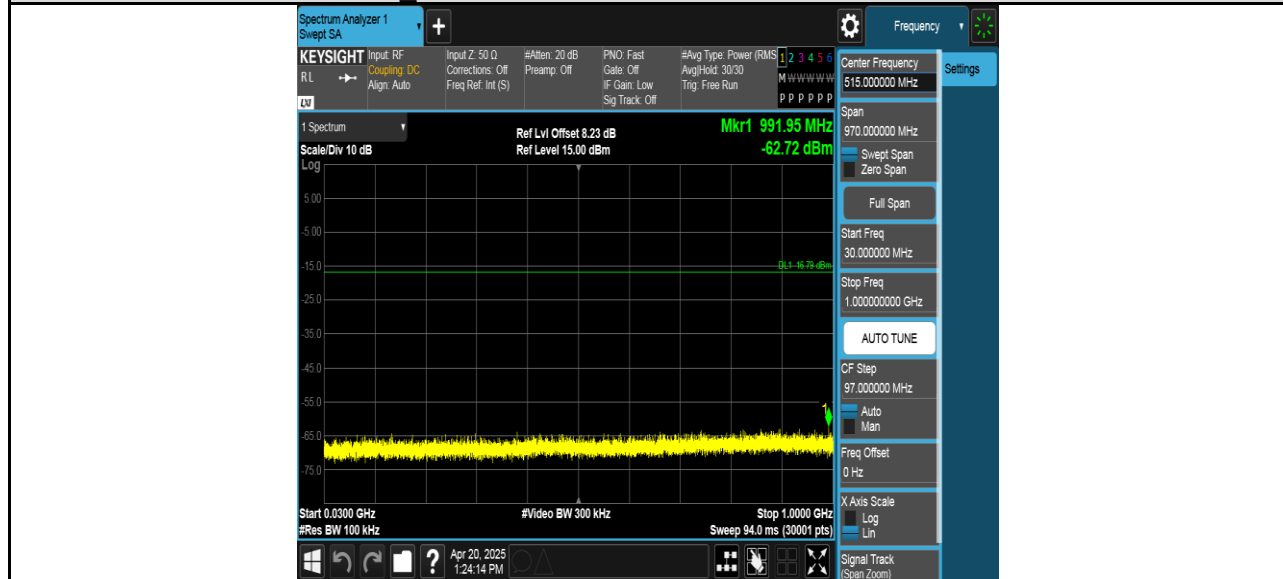 Spectrum Analyzer 1
Swept SA
+
Frequency
KEYSIGHT
RL
LXI
Input: RF
Coupling: DC
Align: Auto
Input Z: 50 Ω
Corrections: Off
Freq Ref: Int (S)
#Atten: 20 dB
Preamp: Off
PNO: Fast
Gate: Off
IF Gain: Low
Sig Track: Off
#Avg Type: Power (RMS
Avg|Hold: 30/30
Trig: Free Run
1 2 3 4 5 6
M W W W W W
P P P P P P
1 Spectrum
Scale/Div 10 dB
Log
Ref Lvl Offset 8.23 dB
Ref Level 15.00 dBm
Mkr1 991.95 MHz
-62.72 dBm
5.00
-5.00
-15.0
-25.0
-35.0
-45.0
-55.0
-65.0
-75.0
DL1 -16.79 dBm
1
Start 0.0300 GHz
#Res BW 100 kHz
#Video BW 300 kHz
Stop 1.0000 GHz
Sweep 94.0 ms (30001 pts)
?
Apr 20, 2025
1:24:14 PM
Center Frequency
515.000000 MHz
Settings
Span
970.000000 MHz
Swept Span
Zero Span
Full Span
Start Freq
30.000000 MHz
Stop Freq
1.000000000 GHz
AUTO TUNE
CF Step
97.000000 MHz
Auto
Man
Freq Offset
0 Hz
X Axis Scale
Log
Lin
Signal Track
(Span Zoom)